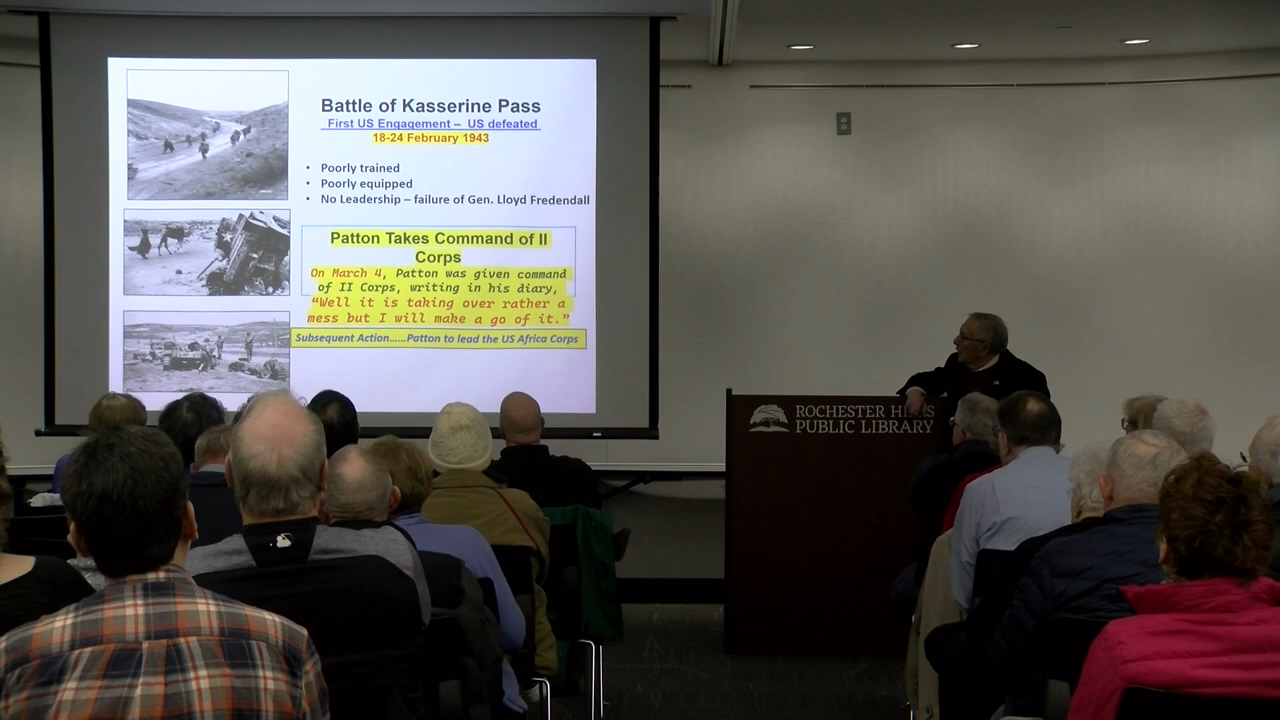 Battle of Kasserine Pass
First US Engagement – US defeated
18-24 February 1943
• Poorly trained
• Poorly equipped
• No Leadership – failure of Gen. Lloyd Fredendall
Patton Takes Command of II
Corps
On March 4, Patton was given command
of II Corps, writing in his diary,
“Well it is taking over rather a
mess but I will make a go of it.”
Subsequent Action......Patton to lead the US Africa Corps
ROCHESTER HILLS
PUBLIC LIBRARY